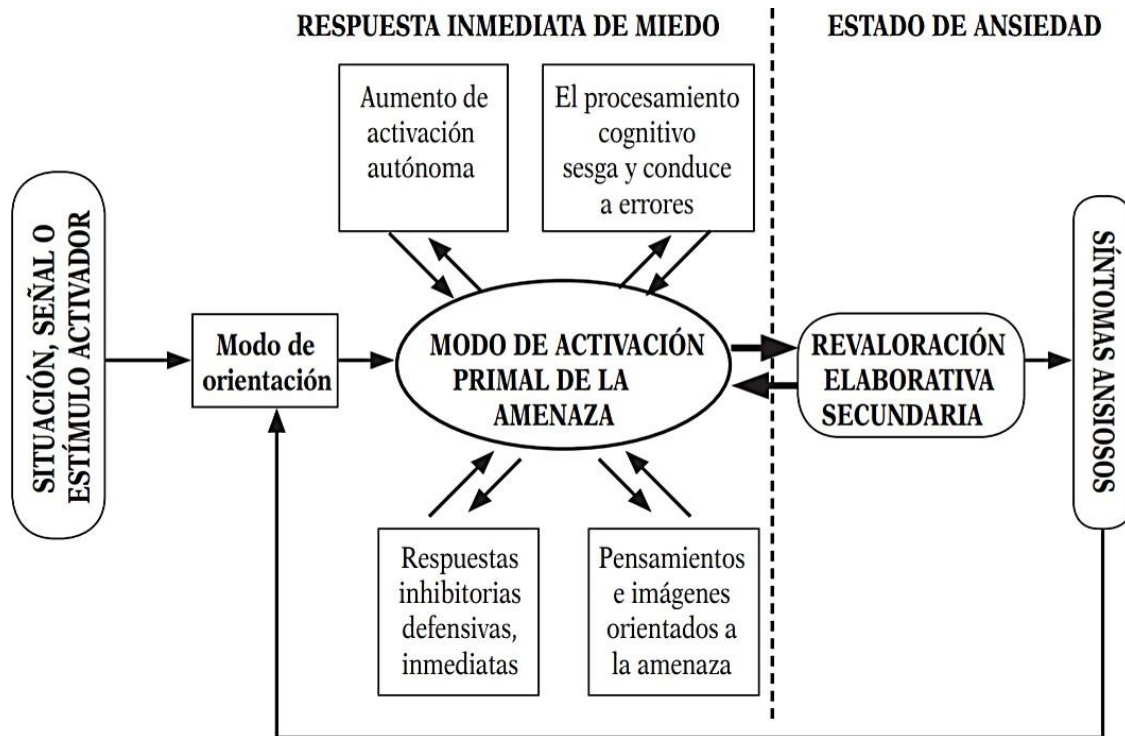 RESPUESTA INMEDIATA DE MIEDO
ESTADO DE ANSIEDAD
Aumento de
activación
autónoma
El procesamiento
cognitivo
sesga y conduce
a errores
SITUACIÓN, SEÑAL O
ESTÍMULO ACTIVADOR
Modo de
orientación
MODO DE ACTIVACIÓN
PRIMAL DE LA
AMENAZA
REVALORACIÓN
ELABORATIVA
SECUNDARIA
SÍNTOMAS ANSIOSOS
Respuestas
inhibitorias
defensivas,
inmediatas
Pensamientos
e imágenes
orientados a
la amenaza